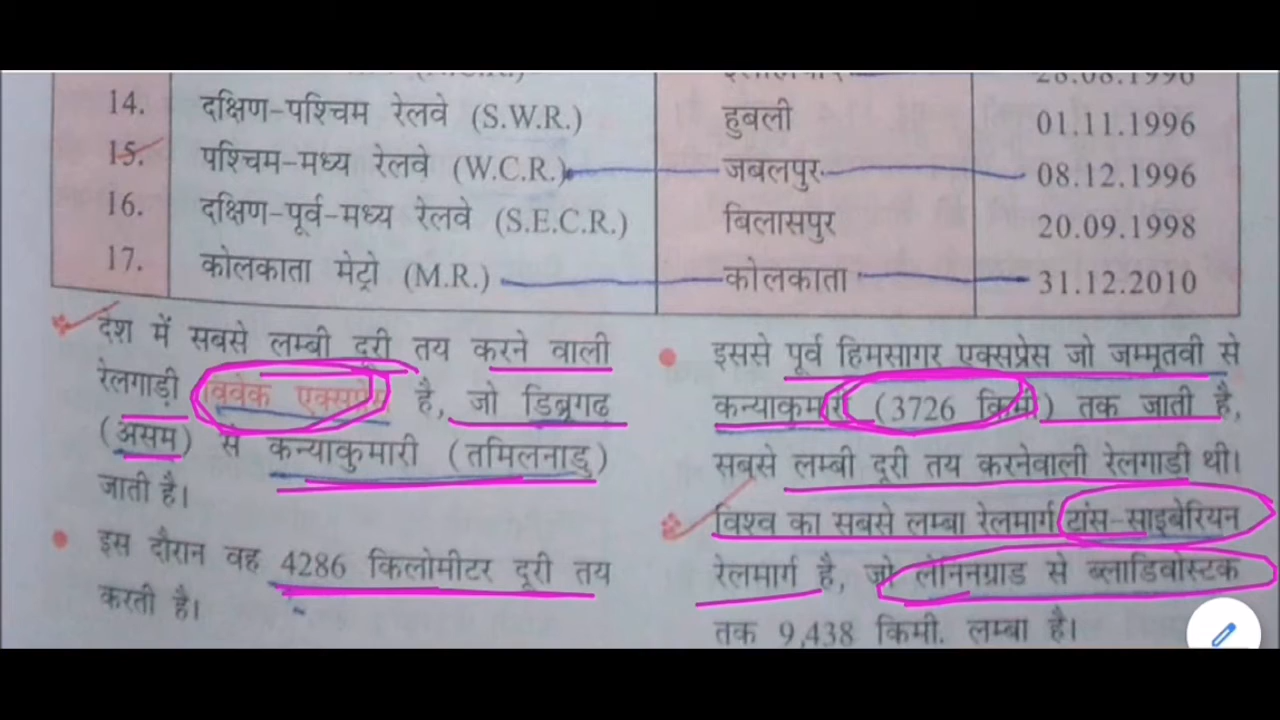 28.08.1996
14. दक्षिण-पश्चिम रेलवे (S.W.R.) हुबली 01.11.1996
15. पश्चिम-मध्य रेलवे (W.C.R.) जबलपुर 08.12.1996
16. दक्षिण-पूर्व-मध्य रेलवे (S.E.C.R.) बिलासपुर 20.09.1998
17. कोलकाता मेट्रो (M.R.) कोलकाता 31.12.2010
देश में सबसे लम्बी दूरी तय करने वाली
रेलगाड़ी विवेक एक्सप्रेस है, जो डिब्रूगढ़
(असम) से कन्याकुमारी (तमिलनाडु)
जाती है।
इस दौरान वह 4286 किलोमीटर दूरी तय
करती है।
इससे पूर्व हिमसागर एक्सप्रेस जो जम्मूतवी से
कन्याकुमारी (3726 किमी) तक जाती है,
सबसे लम्बी दूरी तय करनेवाली रेलगाडी थी।
विश्व का सबसे लम्बा रेलमार्ग ट्रांस-साइबेरियन
रेलमार्ग है, जो लेनिनग्राड से ब्लाडिवोस्टक
तक 9,438 किमी. लम्बा है।